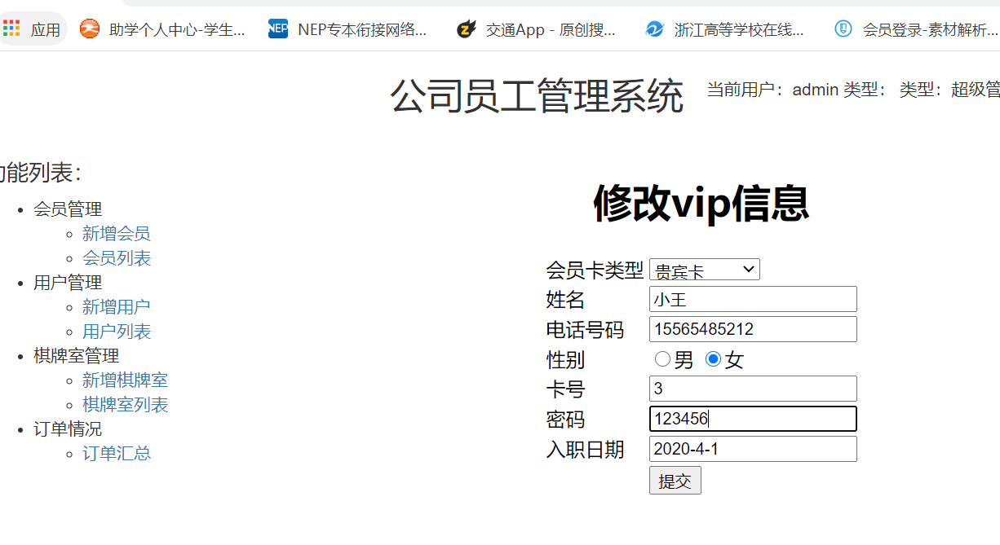 应用 助学个人中心-学生... NEP NEP专本衔接网络... 交通App - 原创搜... 浙江高等学校在线... 会员登录-素材解析...
公司员工管理系统 当前用户：admin 类型： 类型：超级管
功能列表：
会员管理
新增会员
会员列表
用户管理
新增用户
用户列表
棋牌室管理
新增棋牌室
棋牌室列表
订单情况
订单汇总
修改vip信息
会员卡类型 贵宾卡
姓名 小王
电话号码 15565485212
性别 男 女
卡号 3
密码 123456
入职日期 2020-4-1
提交